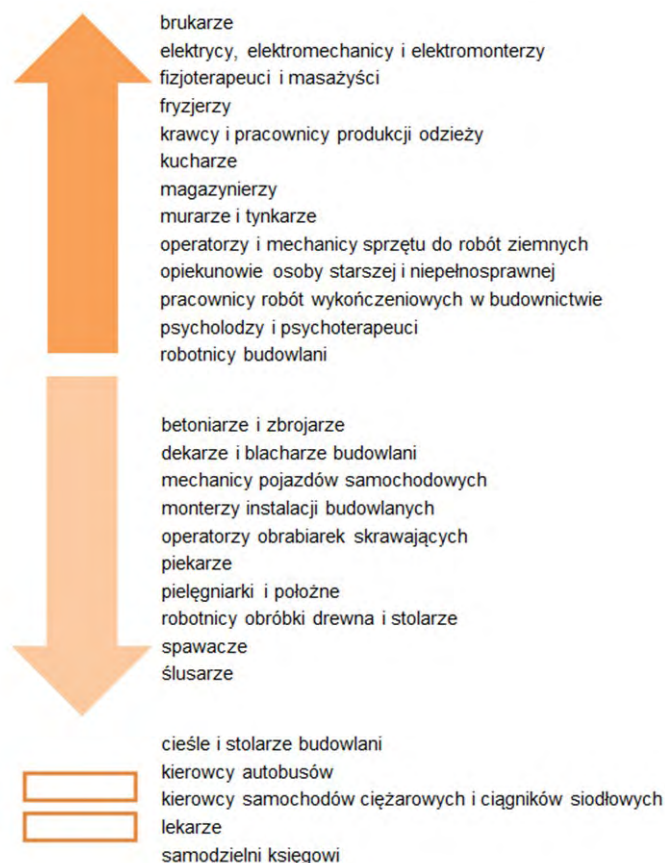 brukarze
elektrycy, elektromechanicy i elektromonterzy
fizjoterapeuci i masażyści
fryzjerzy
krawcy i pracownicy produkcji odzieży
kucharze
magazynierzy
murarze i tynkarze
operatorzy i mechanicy sprzętu do robót ziemnych
opiekunowie osoby starszej i niepełnosprawnej
pracownicy robót wykończeniowych w budownictwie
psycholodzy i psychoterapeuci
robotnicy budowlani
betoniarze i zbrojarze
dekarze i blacharze budowlani
mechanicy pojazdów samochodowych
monterzy instalacji budowlanych
operatorzy obrabiarek skrawających
piekarze
pielęgniarki i położne
robotnicy obróbki drewna i stolarze
spawacze
ślusarze
cieśle i stolarze budowlani
kierowcy autobusów
kierowcy samochodów ciężarowych i ciągników siodłowych
lekarze
samodzielni księgowi